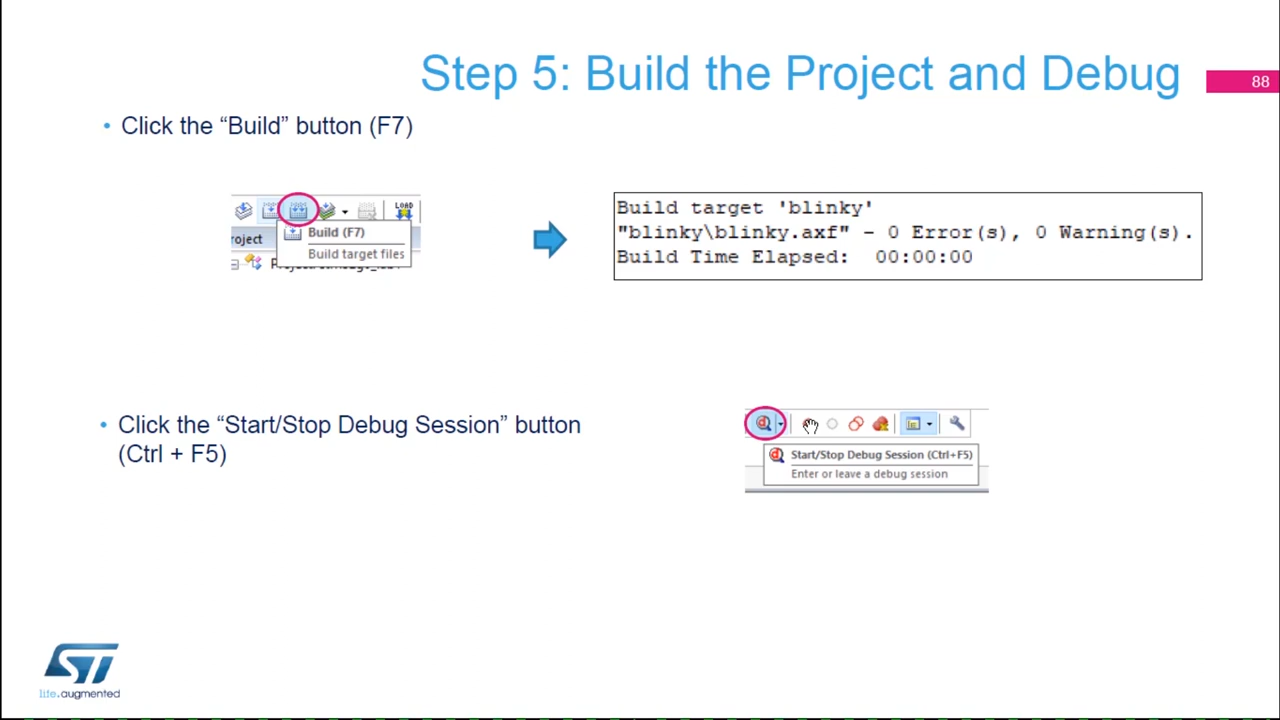 Step 5: Build the Project and Debug
88
• Click the “Build” button (F7)
LOAD
Build (F7)
roject
Build target files
Build target 'blinky'
"blinky\blinky.axf" - 0 Error(s), 0 Warning(s).
Build Time Elapsed:  00:00:00
• Click the “Start/Stop Debug Session” button
(Ctrl + F5)
Start/Stop Debug Session (Ctrl+F5)
Enter or leave a debug session
ST
life.augmented